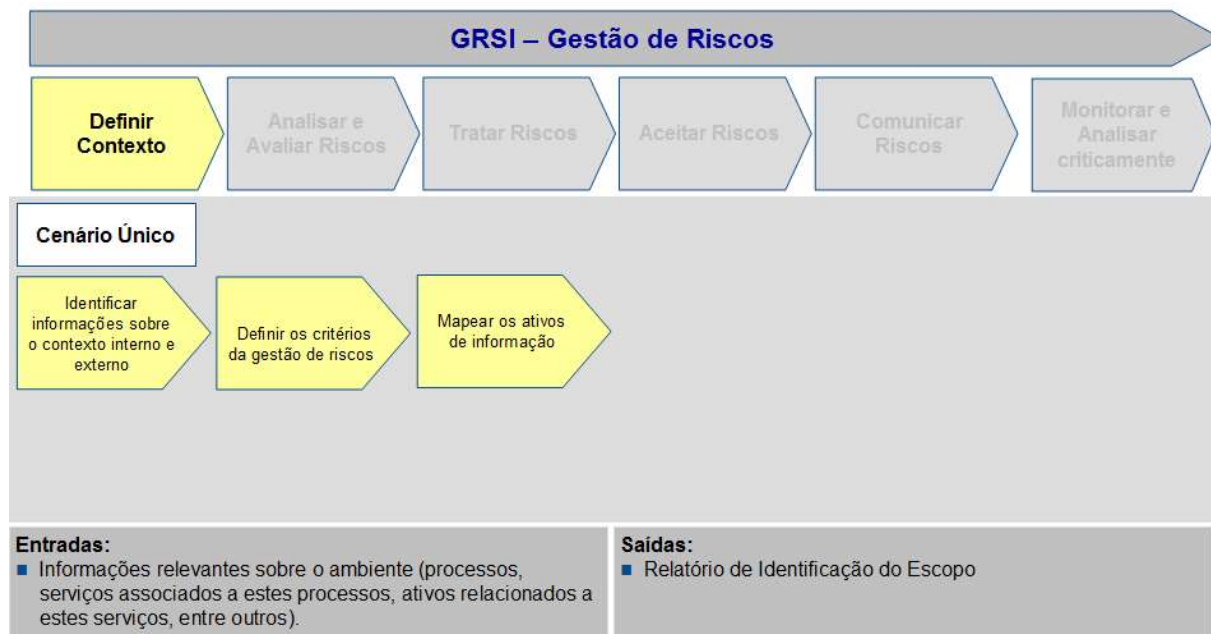 GRSI – Gestão de Riscos
Definir
Contexto
Analisar e
Avaliar Riscos
Tratar Riscos
Aceitar Riscos
Comunicar
Riscos
Monitorar e
Analisar
criticamente
Cenário Único
Identificar
informações sobre
o contexto interno e
externo
Definir os critérios
da gestão de riscos
Mapear os ativos
de informação
Entradas:
■ Informações relevantes sobre o ambiente (processos,
serviços associados a estes processos, ativos relacionados a
estes serviços, entre outros).
Saídas:
■ Relatório de Identificação do Escopo